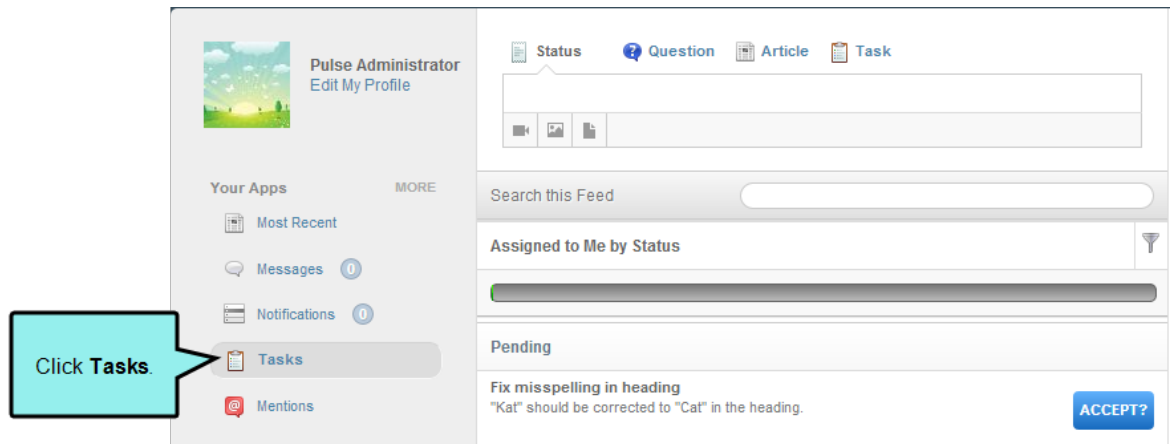 Pulse Administrator
Edit My Profile
Your Apps MORE
Most Recent
Messages 0
Notifications 0
Tasks
Mentions
Click Tasks.
Status Question Article Task
Search this Feed
Assigned to Me by Status
Pending
Fix misspelling in heading
"Kat" should be corrected to "Cat" in the heading.
ACCEPT?